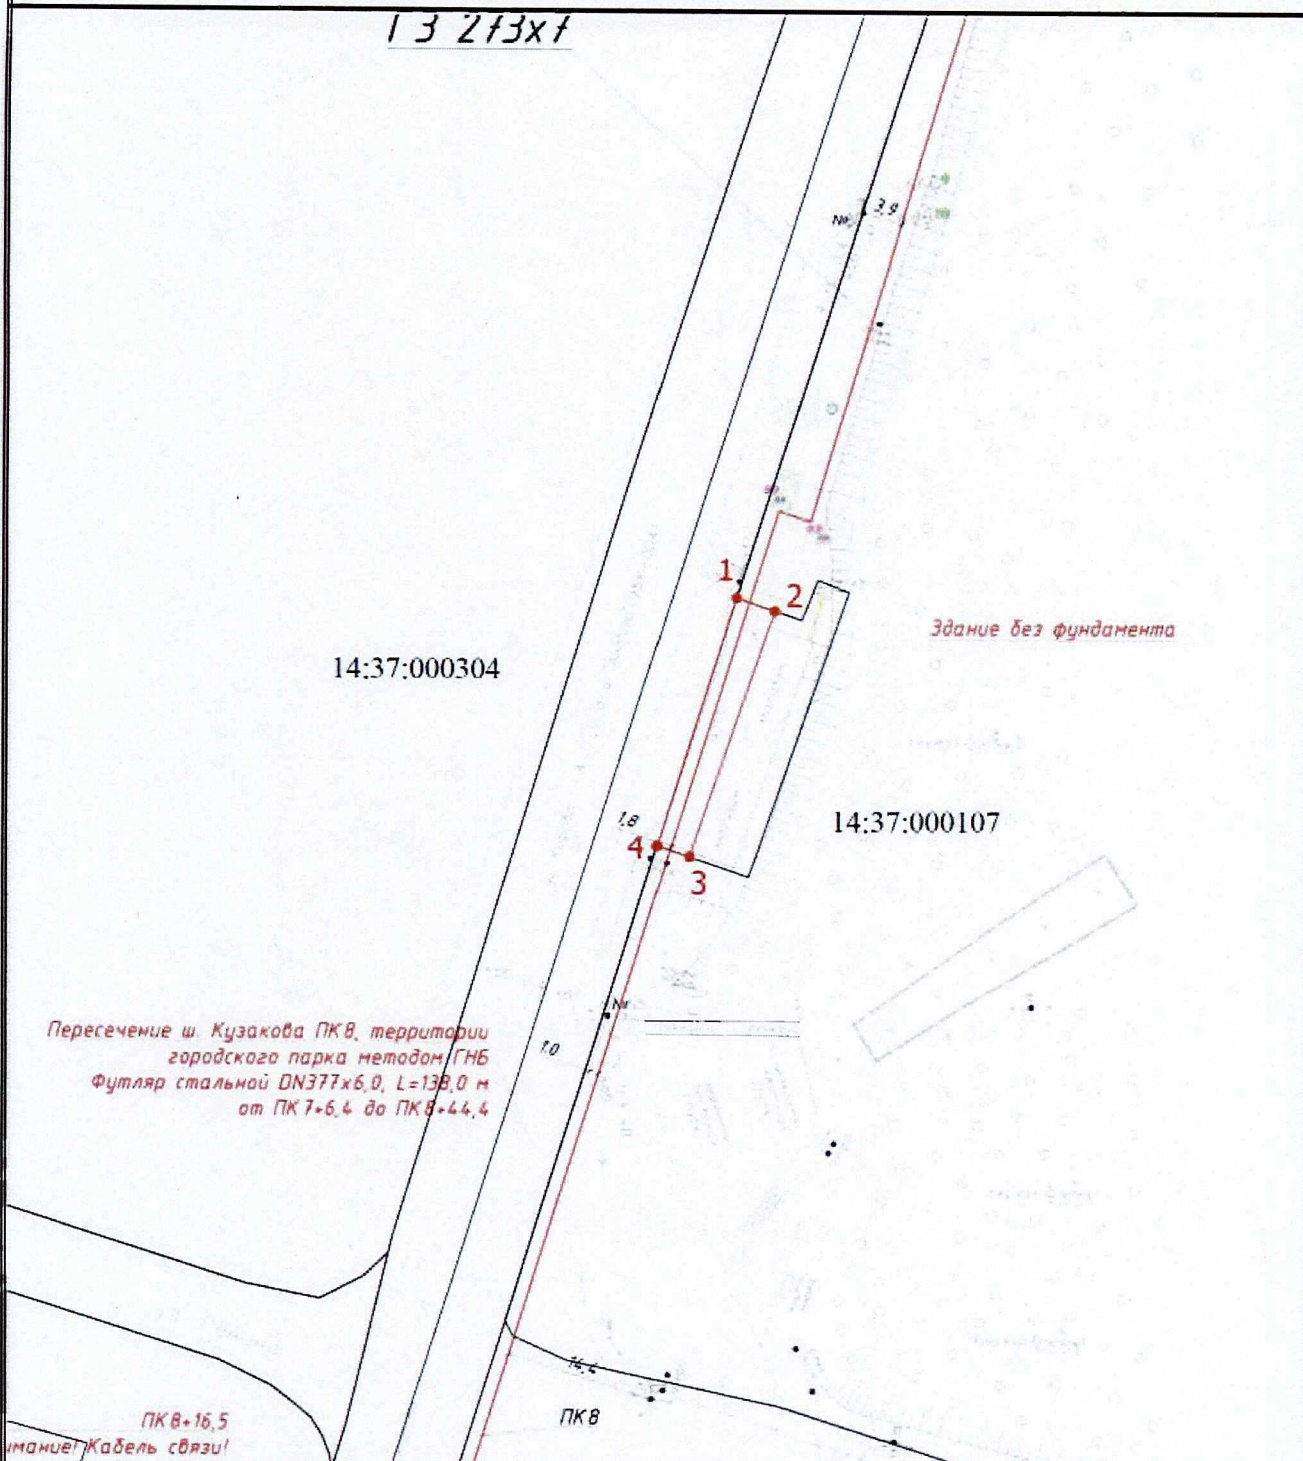 3,9
1
2
Здание без фундамента
14:37:000304
1,8
14:37:000107
4
3
Пересечение ш. Кузакова ПК8, территории
городского парка методом ГНБ
Футляр стальной DN377х6,0, L=138,0 м
от ПК7+6,4 до ПК8+44,4
1,0
14,4
ПК8+16,5
ПК8
имание! Кабель связи!